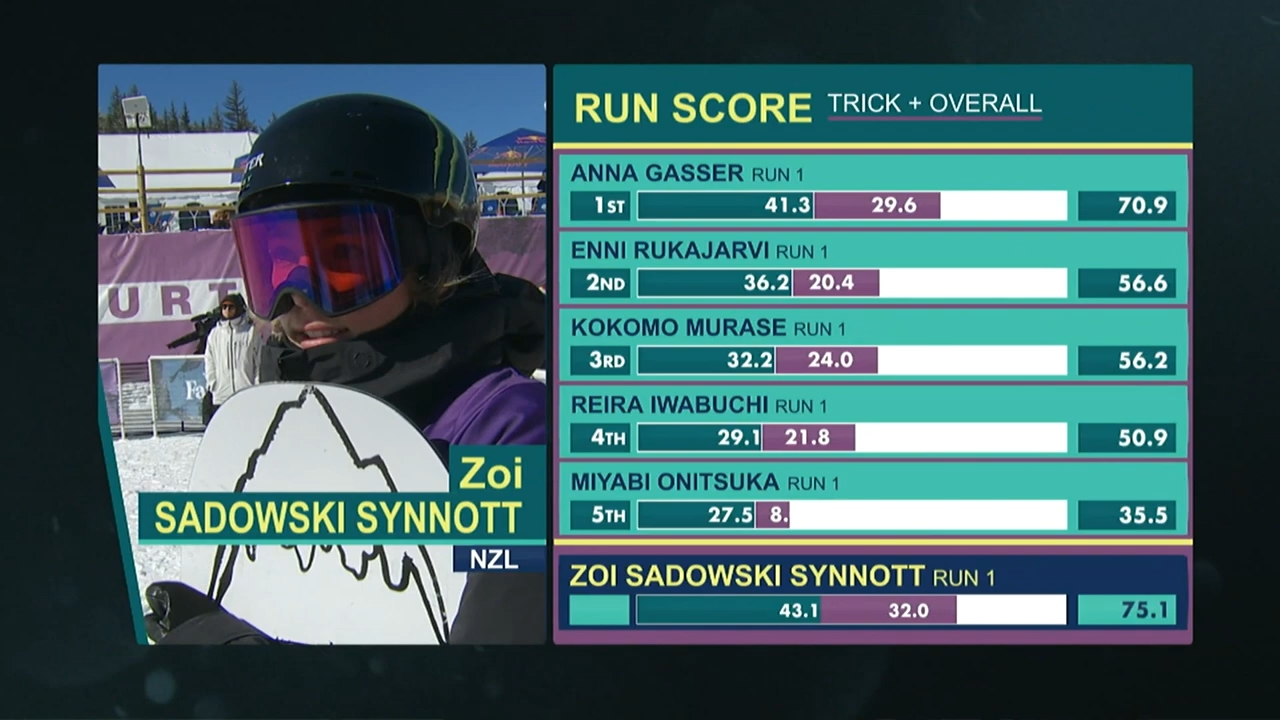 RUN SCORE TRICK + OVERALL
ANNA GASSER RUN 1
1ST 41.3 29.6 70.9
ENNI RUKAJARVI RUN 1
2ND 36.2 20.4 56.6
KOKOMO MURASE RUN 1
3RD 32.2 24.0 56.2
REIRA IWABUCHI RUN 1
4TH 29.1 21.8 50.9
MIYABI ONITSUKA RUN 1
5TH 27.5 8. 35.5
ZOI SADOWSKI SYNNOTT RUN 1
43.1 32.0 75.1
URT
Zoi
SADOWSKI SYNNOTT
NZL